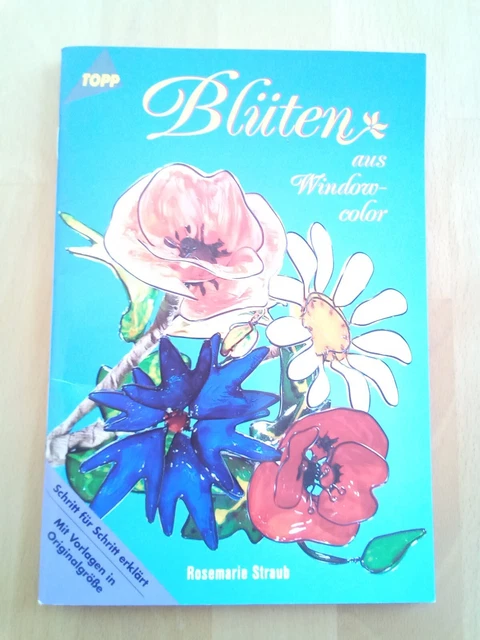 TOPP
Blüten
aus
Window-
color
Schritt für Schritt erklärt
Mit Vorlagen in
Originalgröße
Rosemarie Straub